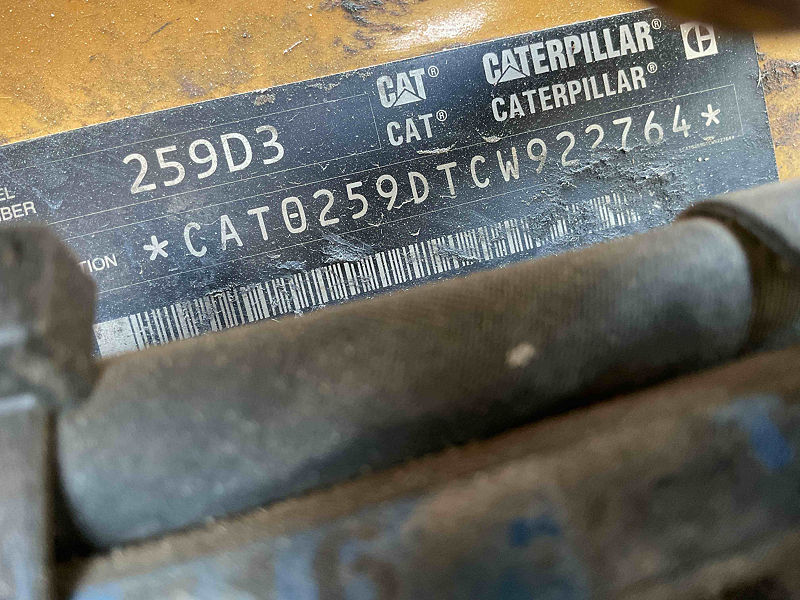 CAT® CATERPILLAR®
CAT® CATERPILLAR®
259D3
EL
BER
*CAT0259DTCW922764*
TION